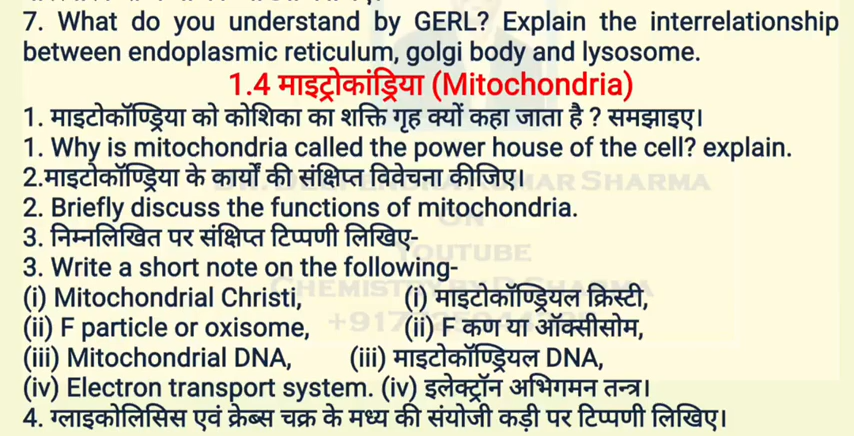 7. What do you understand by GERL? Explain the interrelationship
between endoplasmic reticulum, golgi body and lysosome.
1.4 माइट्रोकांड्रिया (Mitochondria)
1. माइटोकॉण्ड्रिया को कोशिका का शक्ति गृह क्यों कहा जाता है ? समझाइए।
1. Why is mitochondria called the power house of the cell? explain.
2.माइटोकॉण्ड्रिया के कार्यों की संक्षिप्त विवेचना कीजिए।
2. Briefly discuss the functions of mitochondria.
3. निम्नलिखित पर संक्षिप्त टिप्पणी लिखिए-
3. Write a short note on the following-
(i) Mitochondrial Christi, (i) माइटोकॉण्ड्रियल क्रिस्टी,
(ii) F particle or oxisome, (ii) F कण या ऑक्सीसोम,
(iii) Mitochondrial DNA, (iii) माइटोकॉण्ड्रियल DNA,
(iv) Electron transport system. (iv) इलेक्ट्रॉन अभिगमन तन्त्र।
4. ग्लाइकोलिसिस एवं क्रेब्स चक्र के मध्य की संयोजी कड़ी पर टिप्पणी लिखिए।